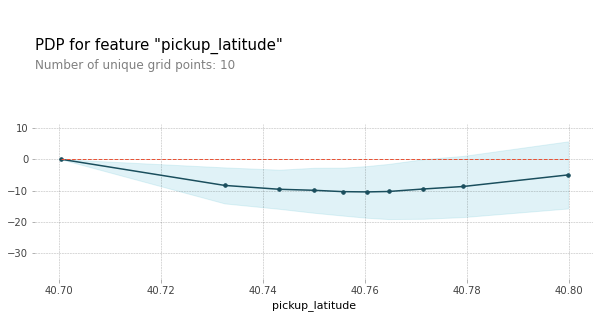 PDP for feature "pickup_latitude"
Number of unique grid points: 10
10
0
−10
−20
−30
40.70 40.72 40.74 40.76 40.78 40.80
pickup_latitude